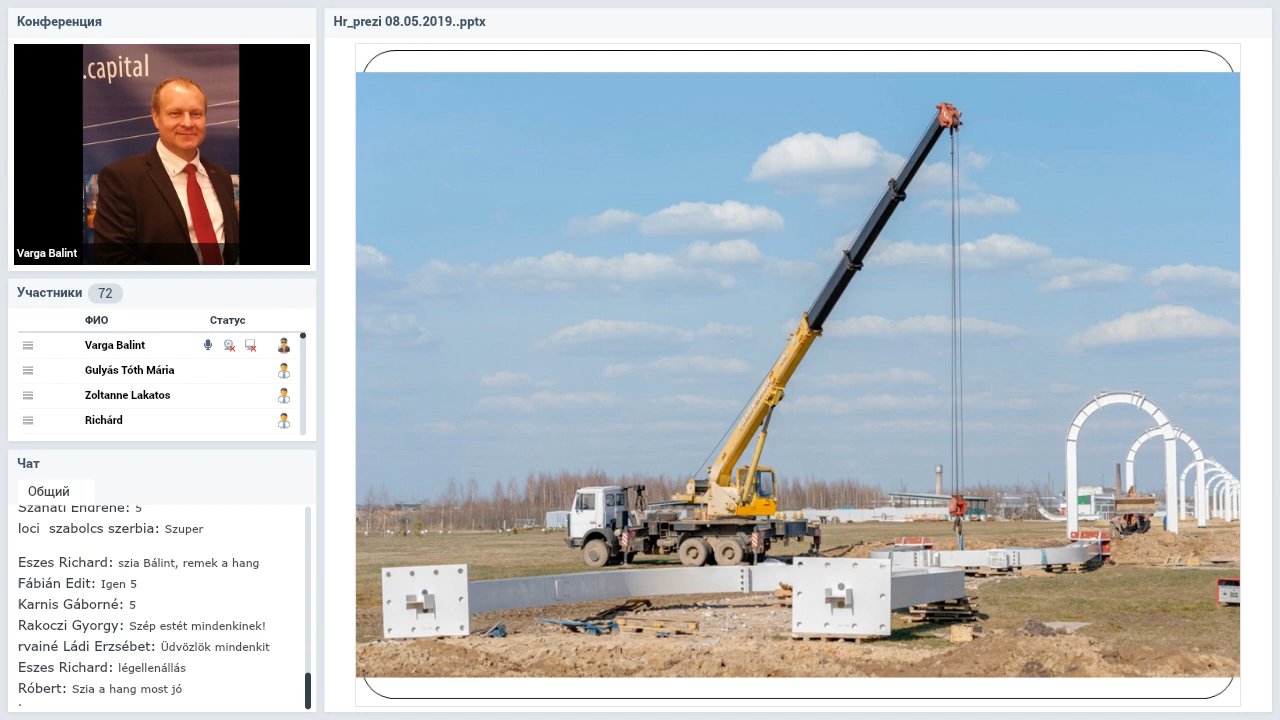 Конференция
.capital
Varga Balint
Участники 72
ФИО Статус
Varga Balint
Gulyás Tóth Mária
Zoltanne Lakatos
Richárd
Чат
Общий
Szanati Endrene: 5
loci szabolcs szerbia: Szuper
Eszes Richard: szia Bálint, remek a hang
Fábián Edit: Igen 5
Karnis Gáborné: 5
Rakoczi Gyorgy: Szép estét mindenkinek!
rvainé Ládi Erzsébet: Üdvözlök mindenkit
Eszes Richard: légellenállás
Róbert: Szia a hang most jó
Hr_prezi 08.05.2019..pptx